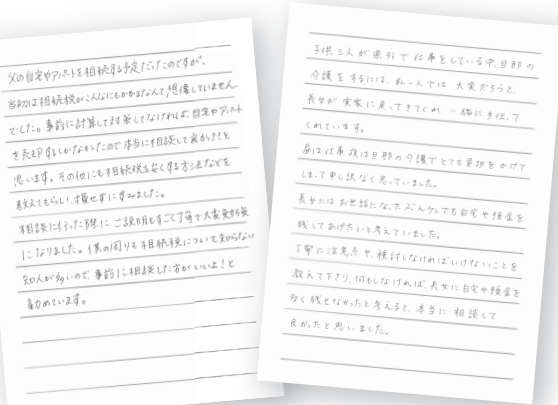 父の自宅やアパートを相続する予定だったのですが、
当初は相続税がこんなにもかかるなんて想像していません
でした。事前に計算して対策してなければ、自宅やアパート
を売却するしかなかったので本当に相談して良かった！と
思います。その他にも相続税を安くする方法などを
教えてもらい、損せずにすみました。
相談に行った際に、ご説明もすごく丁寧で大変勉強
になりました。僕の周りも相続税について知らない
知人が多いので、事前に相談した方がいいよ！と
勧めています。
子供三人が県外で仕事をしている中、旦那の
介護をするには、私一人では大変だろうと、
長女が実家に戻ってきてくれ、一緒に手伝って
くれています。
昼は仕事夜は旦那の介護でとても負担をかけて
しまって申し訳なく思っていました。
長女にはお世話になったぶん少しでも自宅や預金を
残してあげたいと考えていました。
丁寧に注意点や、検討しなければいけないことを
教えて下さり、何もしなければ、長女に自宅や預金を
多く残せなかったと考えると、本当に相談して
良かったと思いました。